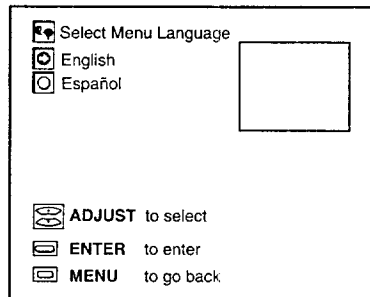 Select Menu Language
English
Español
ADJUST to select
ENTER to enter
MENU to go back